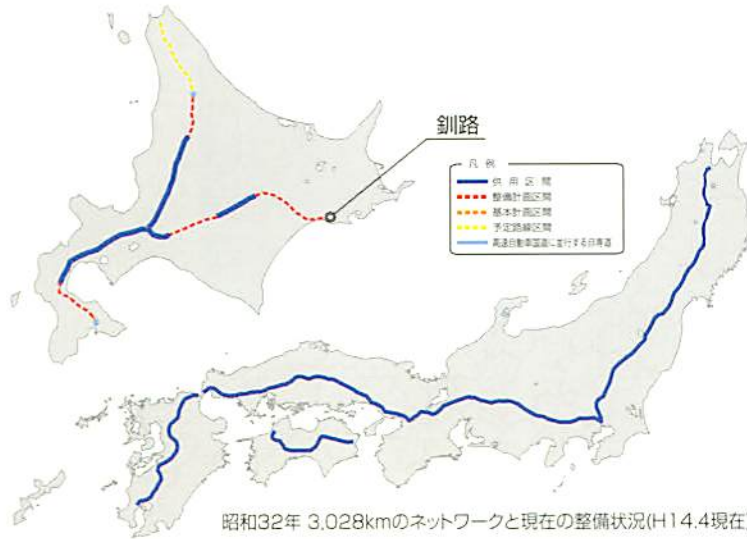 釧路
凡例
供用区間
整備計画区間
基本計画区間
予定路線区間
高速自動車国道に並行する自専道
昭和32年 3,028kmのネットワークと現在の整備状況(H14.4現在)